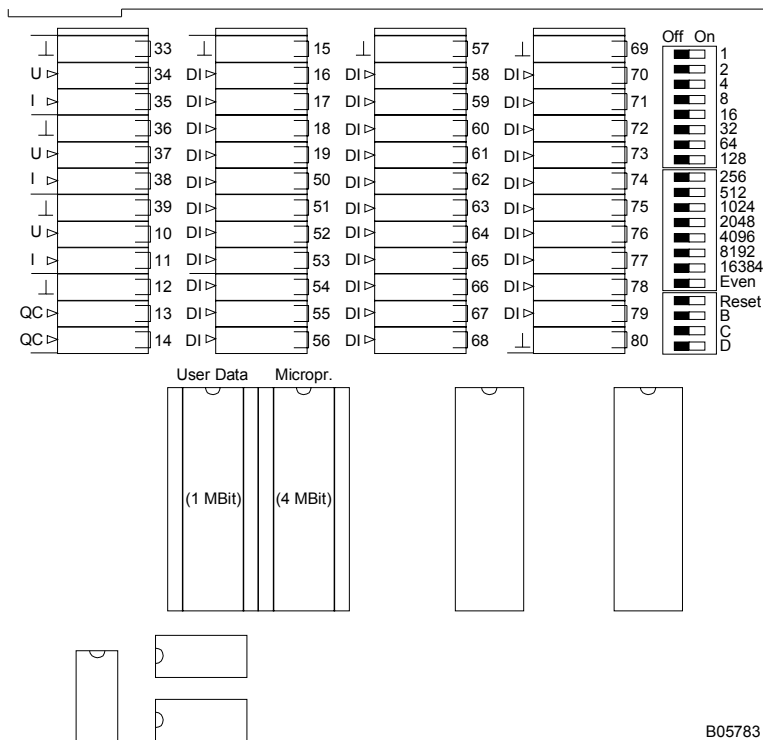 Off On
⊥ 33 ⊥ 15 ⊥ 57 ⊥ 69 1
U ▷ 34 DI ▷ 16 DI ▷ 58 DI ▷ 70 2
4
I ▷ 35 DI ▷ 17 DI ▷ 59 DI ▷ 71 8
16
⊥ 36 DI ▷ 18 DI ▷ 60 DI ▷ 72 32
64
U ▷ 37 DI ▷ 19 DI ▷ 61 DI ▷ 73 128
I ▷ 38 DI ▷ 50 DI ▷ 62 DI ▷ 74 256
512
⊥ 39 DI ▷ 51 DI ▷ 63 DI ▷ 75 1024
2048
U ▷ 10 DI ▷ 52 DI ▷ 64 DI ▷ 76 4096
8192
I ▷ 11 DI ▷ 53 DI ▷ 65 DI ▷ 77 16384
⊥ 12 DI ▷ 54 DI ▷ 66 DI ▷ 78 Even
Reset
QC ▷ 13 DI ▷ 55 DI ▷ 67 DI ▷ 79 B
C
QC ▷ 14 DI ▷ 56 DI ▷ 68 ⊥ 80 D
User Data Micropr.
(1 MBit) (4 MBit)
B05783